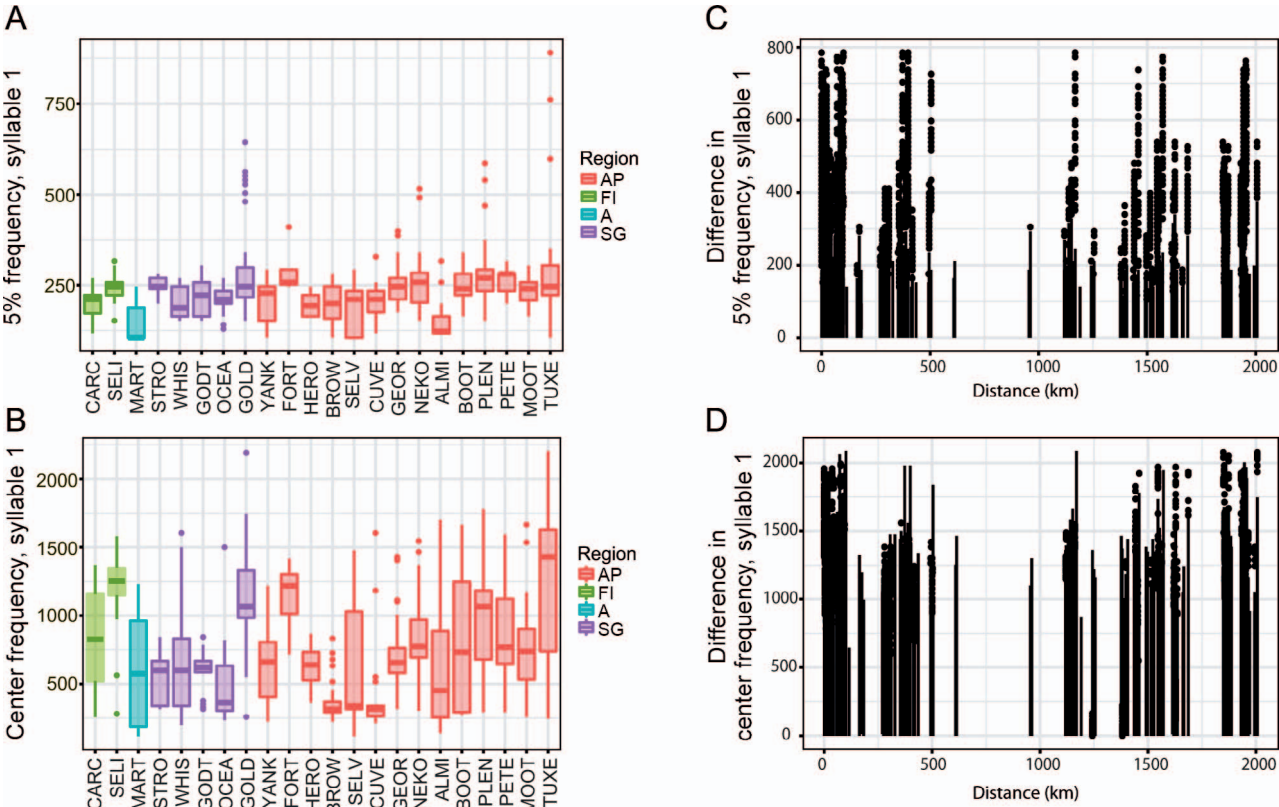 A
5% frequency, syllable 1
750
500
250
CARC
SELI
MART
STRO
WHIS
GODT
OCEA
GOLD
YANK
FORT
HERO
BROW
SELV
CUVE
GEOR
NEKO
ALMI
BOOT
PLEN
PETE
MOOT
TUXE
Region
AP
FI
A
SG
C
Difference in
5% frequency, syllable 1
800
600
400
200
0
0
500
1000
1500
2000
Distance (km)
B
Center frequency, syllable 1
2000
1500
1000
500
CARC
SELI
MART
STRO
WHIS
GODT
OCEA
GOLD
YANK
FORT
HERO
BROW
SELV
CUVE
GEOR
NEKO
ALMI
BOOT
PLEN
PETE
MOOT
TUXE
Region
AP
FI
A
SG
D
Difference in
center frequency, syllable 1
2000
1500
1000
500
0
0
500
1000
1500
2000
Distance (km)